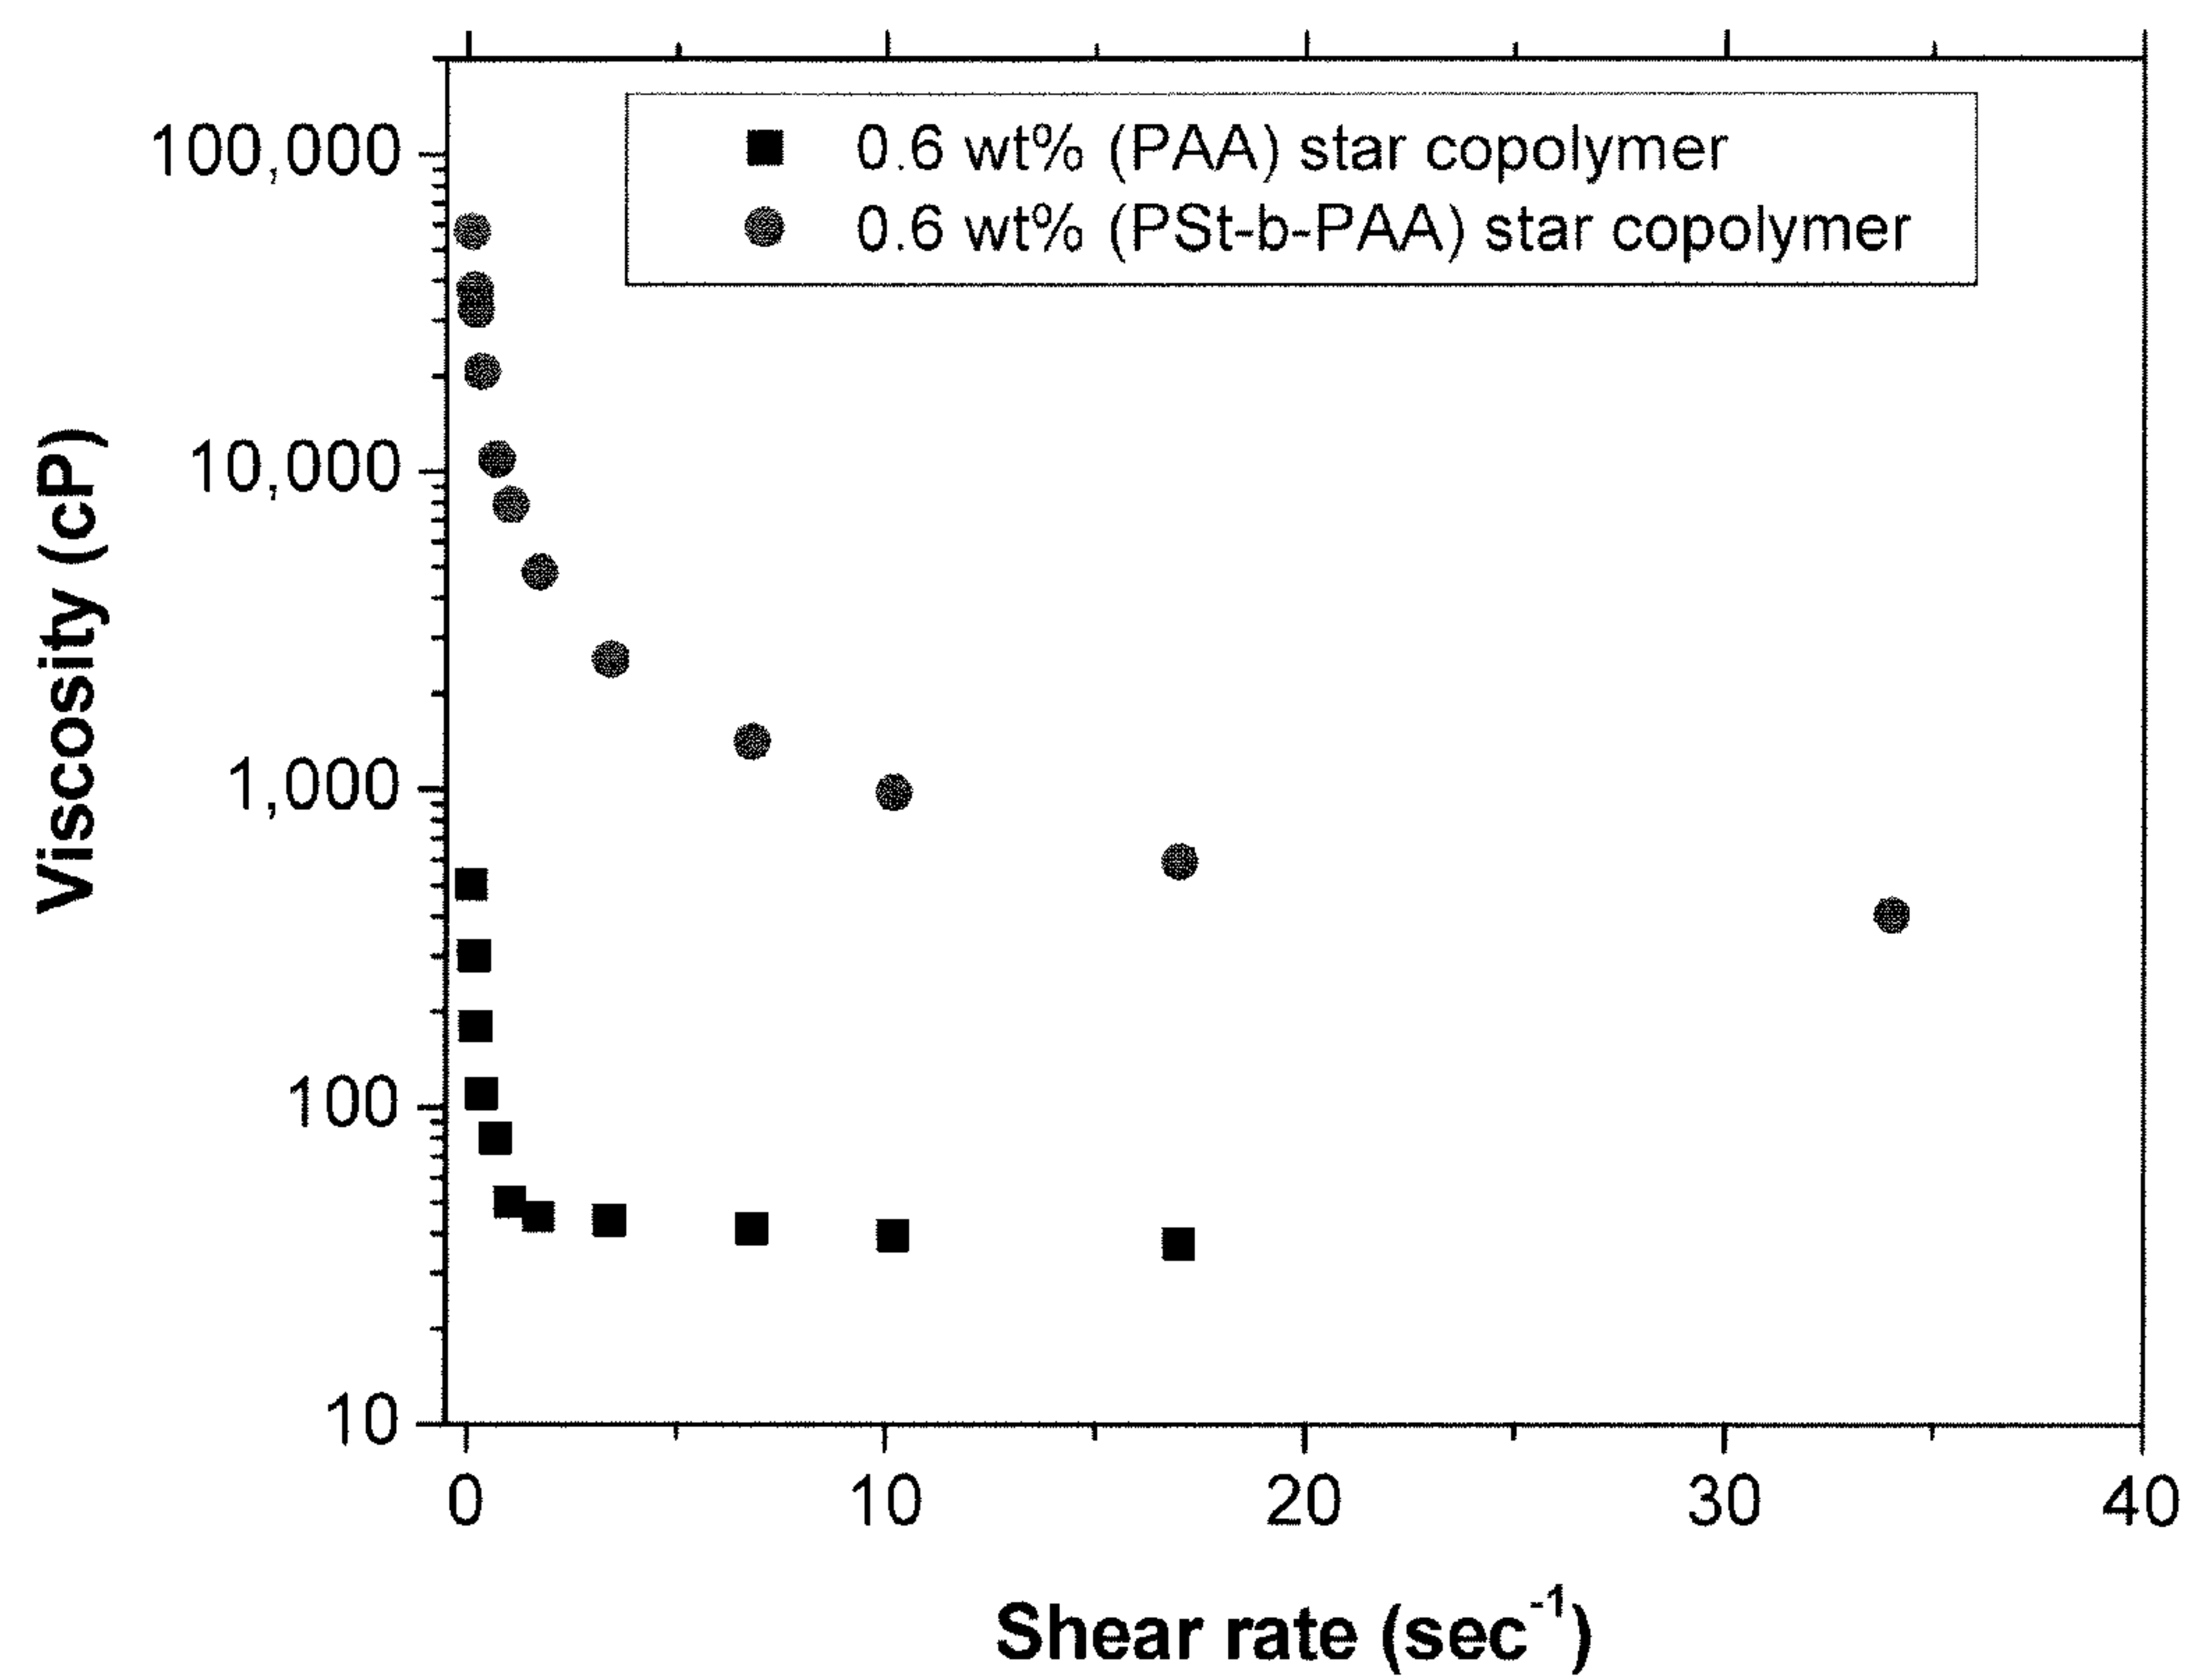 0.6 wt% (PAA) star copolymer
0.6 wt% (PSt-b-PAA) star copolymer
Viscosity (cP)
100,000
10,000
1,000
100
10
0 10 20 30 40
Shear rate (sec⁻¹)